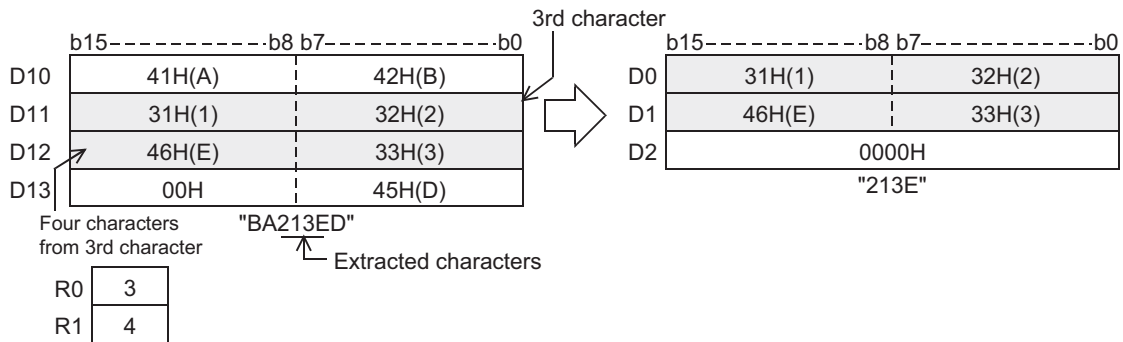 3rd character
b15 b8 b7 b0 b15 b8 b7 b0
D10 41H(A) 42H(B) D0 31H(1) 32H(2)
D11 31H(1) 32H(2) D1 46H(E) 33H(3)
D12 46H(E) 33H(3) D2 0000H
D13 00H 45H(D) "213E"
Four characters
from 3rd character
"BA213ED"
Extracted characters
R0 3
R1 4